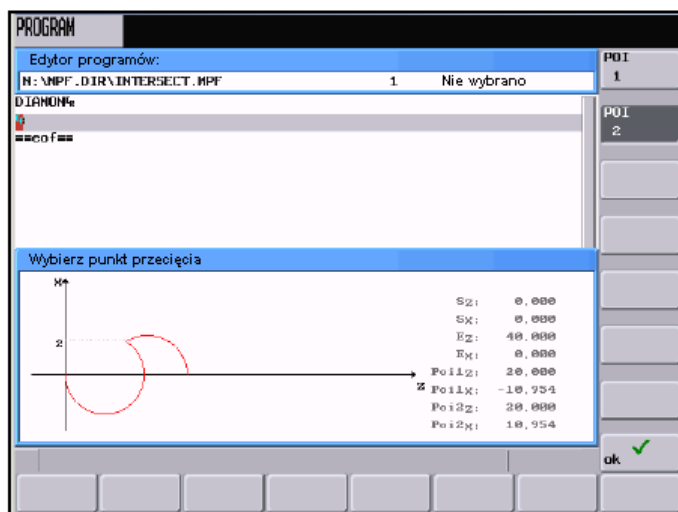 PROGRAM
Edytor programów:
N:\MPF.DIR\INTERSECT.MPF 1 Nie wybrano
DIAMON
==eof==
POI
1
POI
2
Wybierz punkt przecięcia
X
2
Z
SZ: 0,000
SX: 0,000
EZ: 40.000
EX: 0,000
Poi1Z: 20,000
Poi1X: -10,954
Poi2Z: 20.000
Poi2X: 10,954
ok